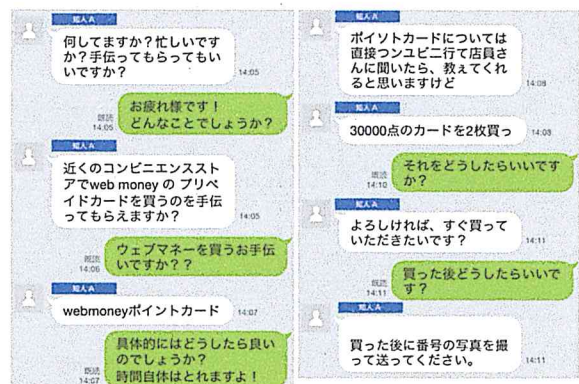 知人A
何してますか?忙しいです
か?手伝ってもらってもい
いですか?
14:05
お疲れ様です!
どんなことでしょうか?
既読
14:05
知人A
近くのコンビニエンススト
アでweb money の プリペ
イドカードを買うのを手伝
ってもらえますか?
14:05
ウェブマネーを買うお手伝
いですか??
既読
14:06
知人A
webmoneyポイントカード
14:07
具体的にはどうしたら良い
のでしょうか?
時間自体はとれますよ!
既読
14:07
知人A
ポイソトカードについては
直接つンユビニ行て店員さ
んに聞いたら、教えてくれ
ると思いますけど
14:08
知人A
30000点のカードを2枚買っ
14:08
それをどうしたらいいです
か?
既読
14:10
知人A
よろしければ、すぐ買って
いただきたいです?
14:11
買った後どうしたらいいで
す?
既読
14:11
知人A
買った後に番号の写真を撮
って送ってください。
14:11